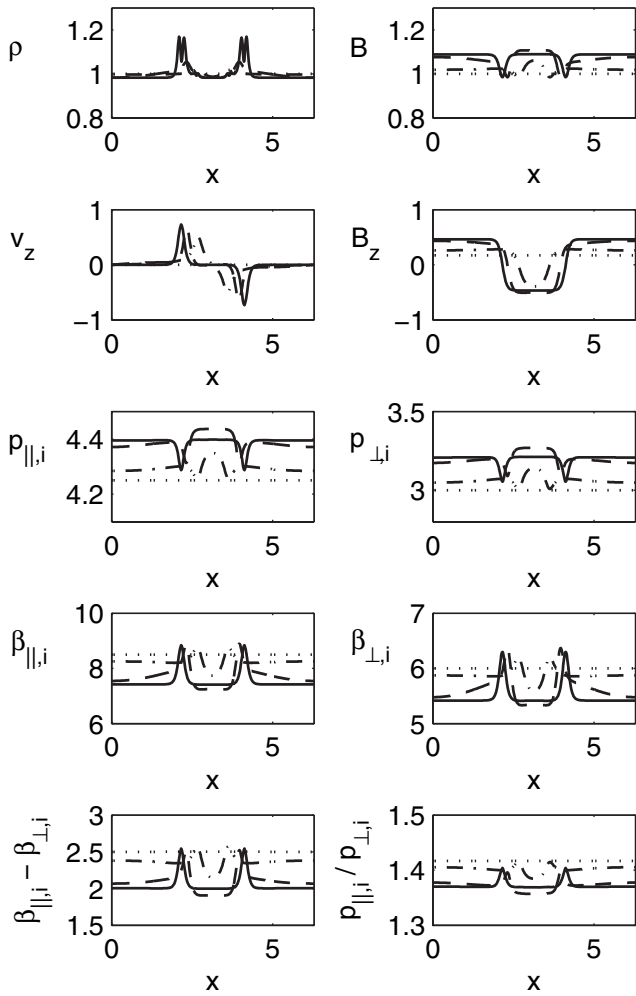 ρ
1.2
1
0.8
0 5
x
B
1.2
1
0.8
0 5
x
v_z
1
0
−1
0 5
x
B_z
1
0
−1
0 5
x
p_||,i
4.4
4.2
0 5
x
p_⊥,i
3.5
3
0 5
x
β_||,i
10
8
6
0 5
x
β_⊥,i
7
6
5
0 5
x
β_||,i − β_⊥,i
3
2.5
2
1.5
0 5
x
p_||,i / p_⊥,i
1.5
1.4
1.3
0 5
x